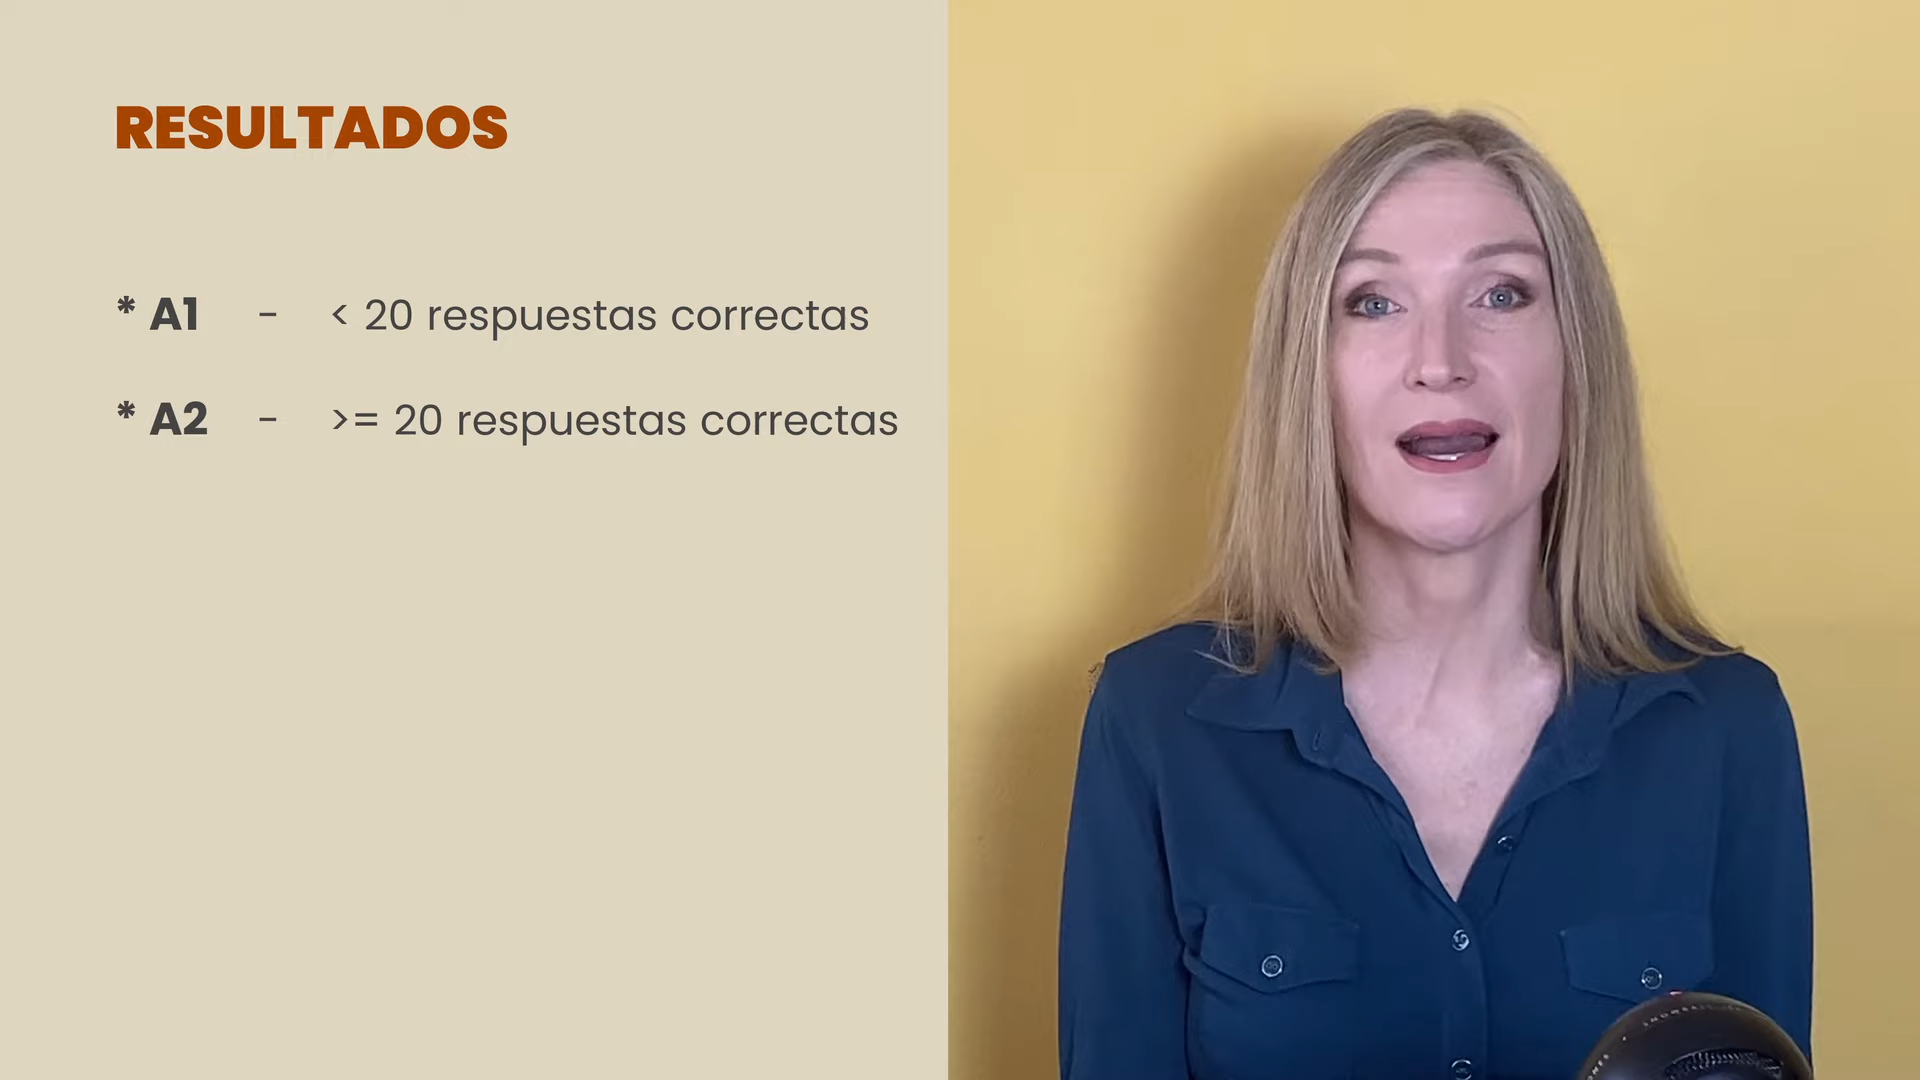 RESULTADOS
* A1 - < 20 respuestas correctas
* A2 - >= 20 respuestas correctas